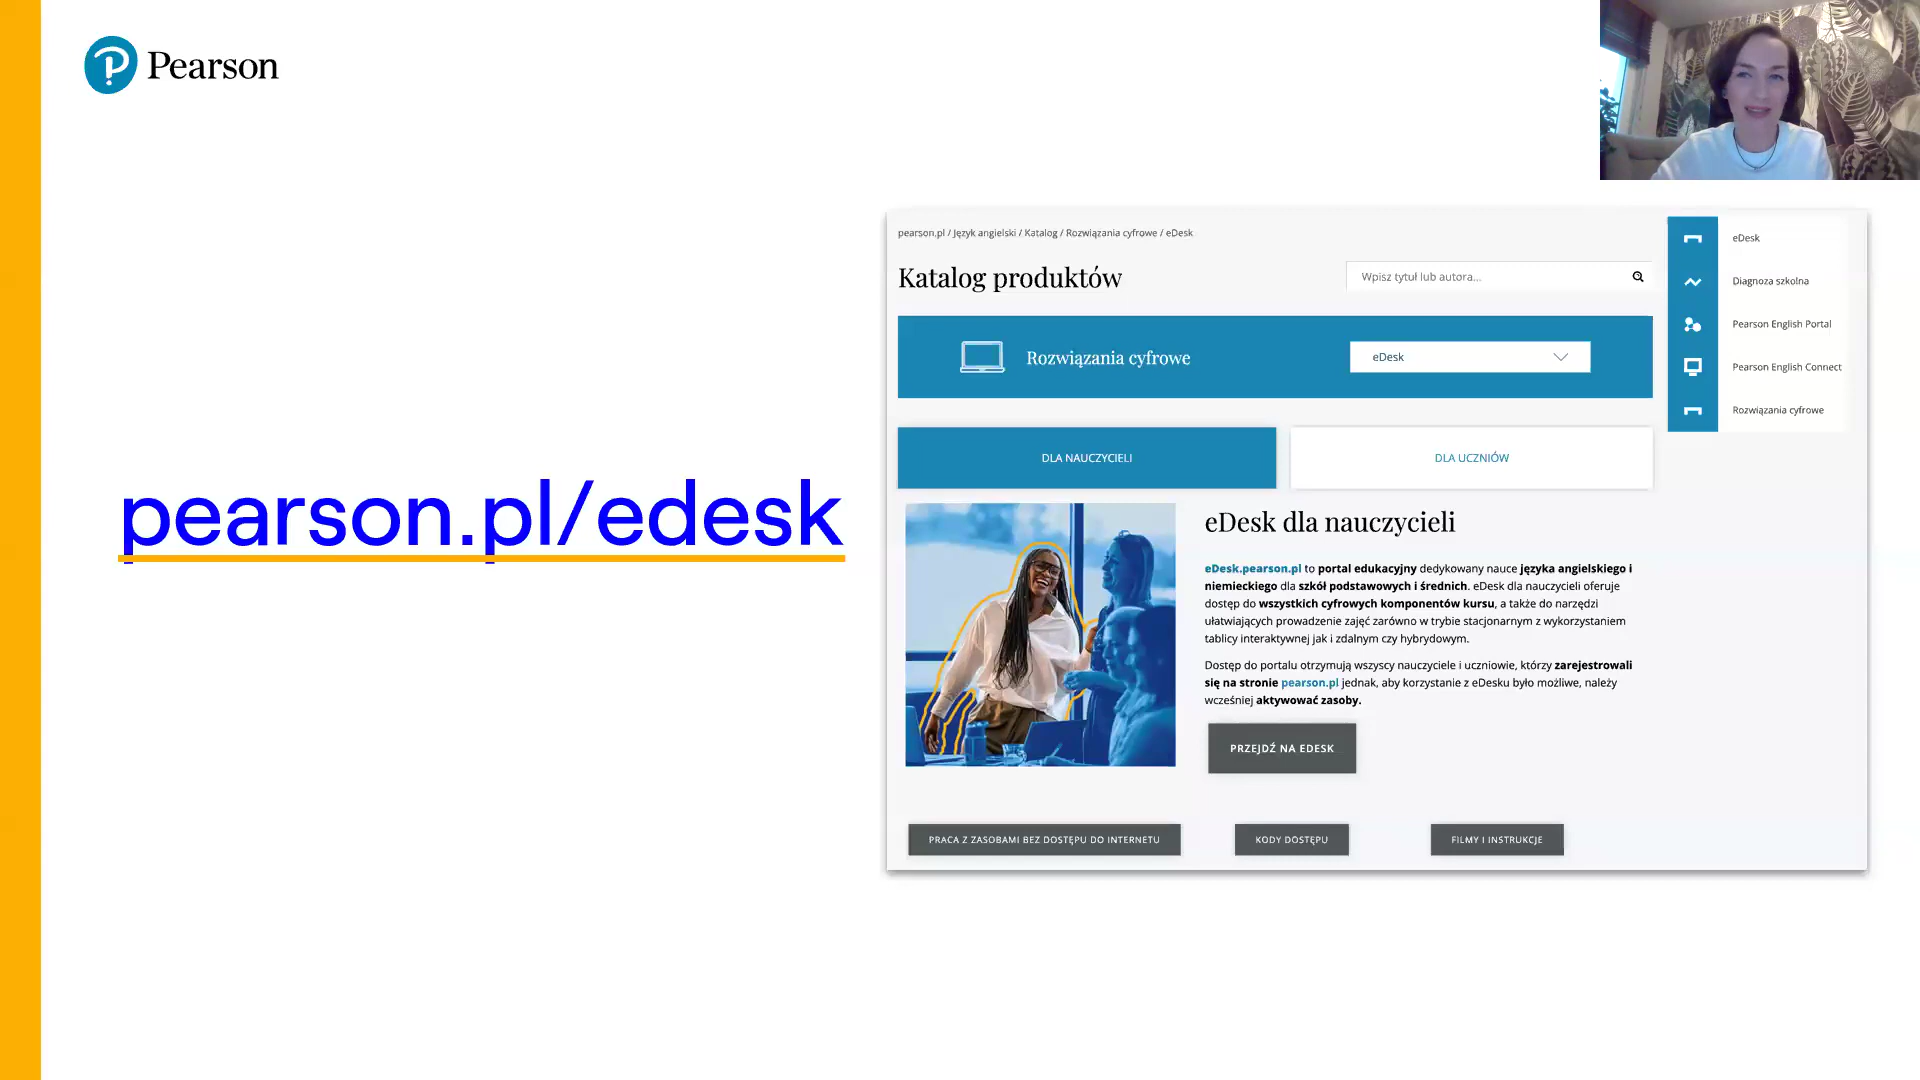 Pearson
pearson.pl / Język angielski / Katalog / Rozwiązania cyfrowe / eDesk
Katalog produktów
Wpisz tytuł lub autora...
Rozwiązania cyfrowe
eDesk
eDesk
Diagnoza szkolna
Pearson English Portal
Pearson English Connect
Rozwiązania cyfrowe
DLA NAUCZYCIELI
DLA UCZNIÓW
pearson.pl/edesk
eDesk dla nauczycieli
eDesk.pearson.pl to portal edukacyjny dedykowany nauce języka angielskiego i
niemieckiego dla szkół podstawowych i średnich. eDesk dla nauczycieli oferuje
dostęp do wszystkich cyfrowych komponentów kursu, a także do narzędzi
ułatwiających prowadzenie zajęć zarówno w trybie stacjonarnym z wykorzystaniem
tablicy interaktywnej jak i zdalnym czy hybrydowym.
Dostęp do portalu otrzymują wszyscy nauczyciele i uczniowie, którzy zarejestrowali
się na stronie pearson.pl jednak, aby korzystanie z eDesku było możliwe, należy
wcześniej aktywować zasoby.
PRZEJDŹ NA EDESK
PRACA Z ZASOBAMI BEZ DOSTĘPU DO INTERNETU
KODY DOSTĘPU
FILMY I INSTRUKCJE